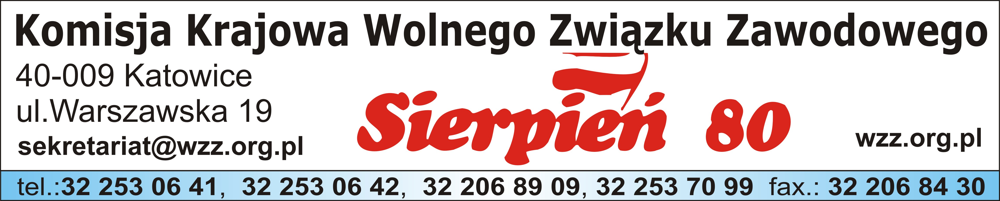 Komisja Krajowa Wolnego Związku Zawodowego
40-009 Katowice
ul.Warszawska 19
sekretariat@wzz.org.pl
Sierpień 80
wzz.org.pl
tel.:32 253 06 41, 32 253 06 42, 32 206 89 09, 32 253 70 99 fax.: 32 206 84 30